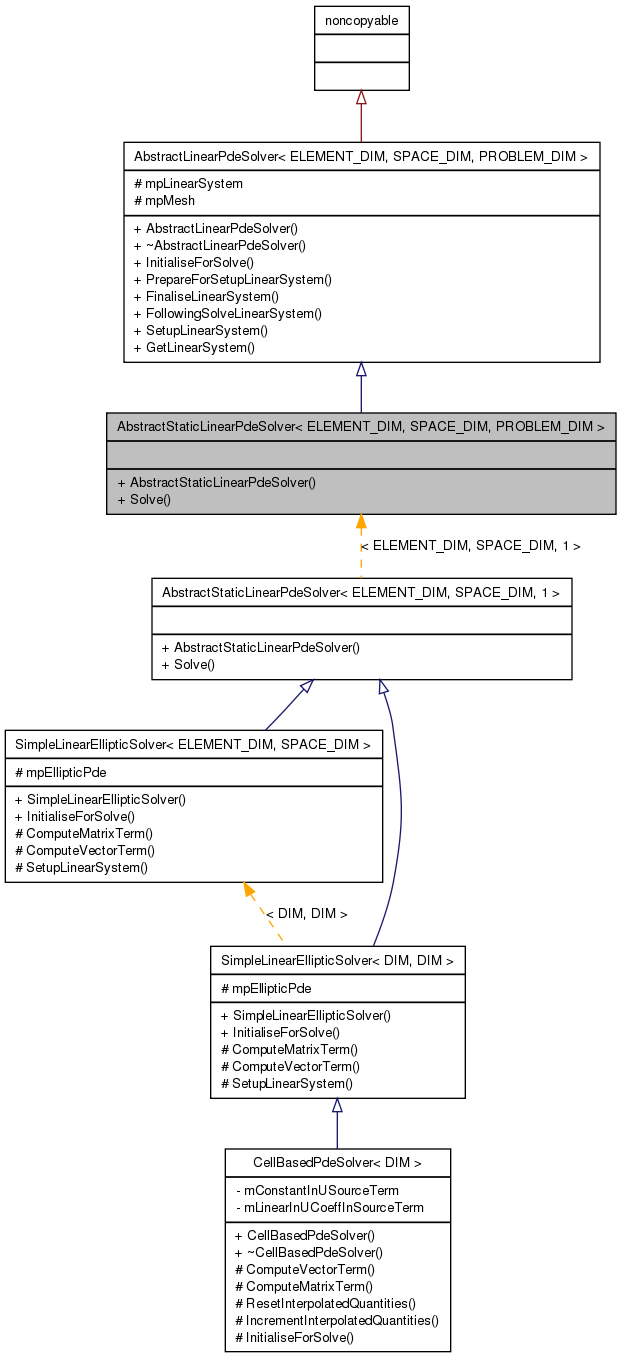 noncopyable
AbstractLinearPdeSolver< ELEMENT_DIM, SPACE_DIM, PROBLEM_DIM >
# mpLinearSystem
# mpMesh
+ AbstractLinearPdeSolver()
+ ~AbstractLinearPdeSolver()
+ InitialiseForSolve()
+ PrepareForSetupLinearSystem()
+ FinaliseLinearSystem()
+ FollowingSolveLinearSystem()
+ SetupLinearSystem()
+ GetLinearSystem()
AbstractStaticLinearPdeSolver< ELEMENT_DIM, SPACE_DIM, PROBLEM_DIM >
+ AbstractStaticLinearPdeSolver()
+ Solve()
< ELEMENT_DIM, SPACE_DIM, 1 >
AbstractStaticLinearPdeSolver< ELEMENT_DIM, SPACE_DIM, 1 >
+ AbstractStaticLinearPdeSolver()
+ Solve()
SimpleLinearEllipticSolver< ELEMENT_DIM, SPACE_DIM >
# mpEllipticPde
+ SimpleLinearEllipticSolver()
+ InitialiseForSolve()
# ComputeMatrixTerm()
# ComputeVectorTerm()
# SetupLinearSystem()
< DIM, DIM >
SimpleLinearEllipticSolver< DIM, DIM >
# mpEllipticPde
+ SimpleLinearEllipticSolver()
+ InitialiseForSolve()
# ComputeMatrixTerm()
# ComputeVectorTerm()
# SetupLinearSystem()
CellBasedPdeSolver< DIM >
- mConstantInUSourceTerm
- mLinearInUCoeffInSourceTerm
+ CellBasedPdeSolver()
+ ~CellBasedPdeSolver()
# ComputeVectorTerm()
# ComputeMatrixTerm()
# ResetInterpolatedQuantities()
# IncrementInterpolatedQuantities()
# InitialiseForSolve()